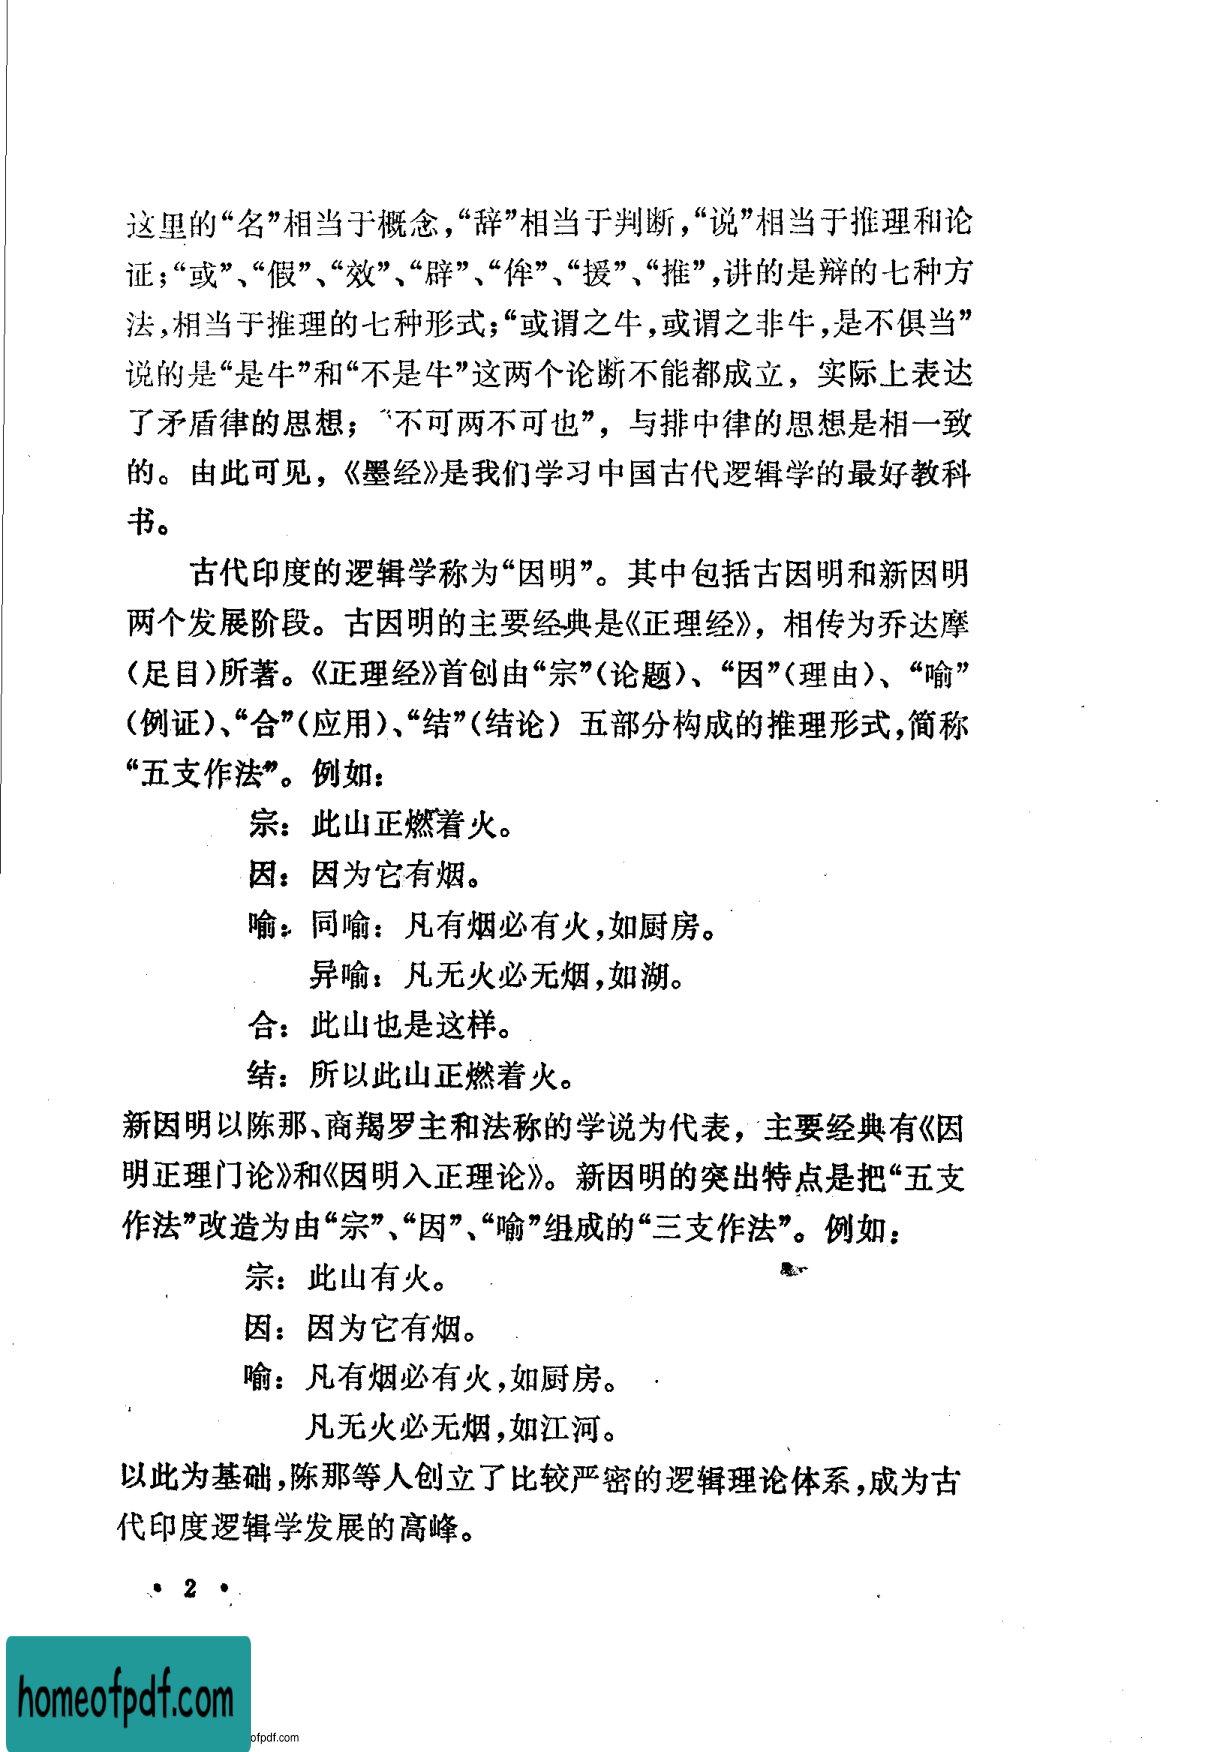 这里的“名”相当于概念，“辞”相当于判断，“说”相当于推理和论
证；“或”、“假”、“效”、“辟”、“侔”、“援”、“推”，讲的是辩的七种方
法，相当于推理的七种形式；“或谓之牛，或谓之非牛，是不俱当”
说的是“是牛”和“不是牛”这两个论断不能都成立，实际上表达
了矛盾律的思想；“不可两不可也”，与排中律的思想是相一致
的。由此可见，《墨经》是我们学习中国古代逻辑学的最好教科
书。
古代印度的逻辑学称为“因明”。其中包括古因明和新因明
两个发展阶段。古因明的主要经典是《正理经》，相传为乔达摩
（足目）所著。《正理经》首创由“宗”（论题）、“因”（理由）、“喻”
（例证）、“合”（应用）、“结”（结论）五部分构成的推理形式，简称
“五支作法”。例如：
宗：此山正燃着火。
因：因为它有烟。
喻：同喻：凡有烟必有火，如厨房。
异喻：凡无火必无烟，如湖。
合：此山也是这样。
结：所以此山正燃着火。
新因明以陈那、商羯罗主和法称的学说为代表，主要经典有《因
明正理门论》和《因明入正理论》。新因明的突出特点是把“五支
作法”改造为由“宗”、“因”、“喻”组成的“三支作法”。例如：
宗：此山有火。
因：因为它有烟。
喻：凡有烟必有火，如厨房。
凡无火必无烟，如江河。
以此为基础，陈那等人创立了比较严密的逻辑理论体系，成为古
代印度逻辑学发展的高峰。
• 2 •
homeofpdf.com
ofpdf.com